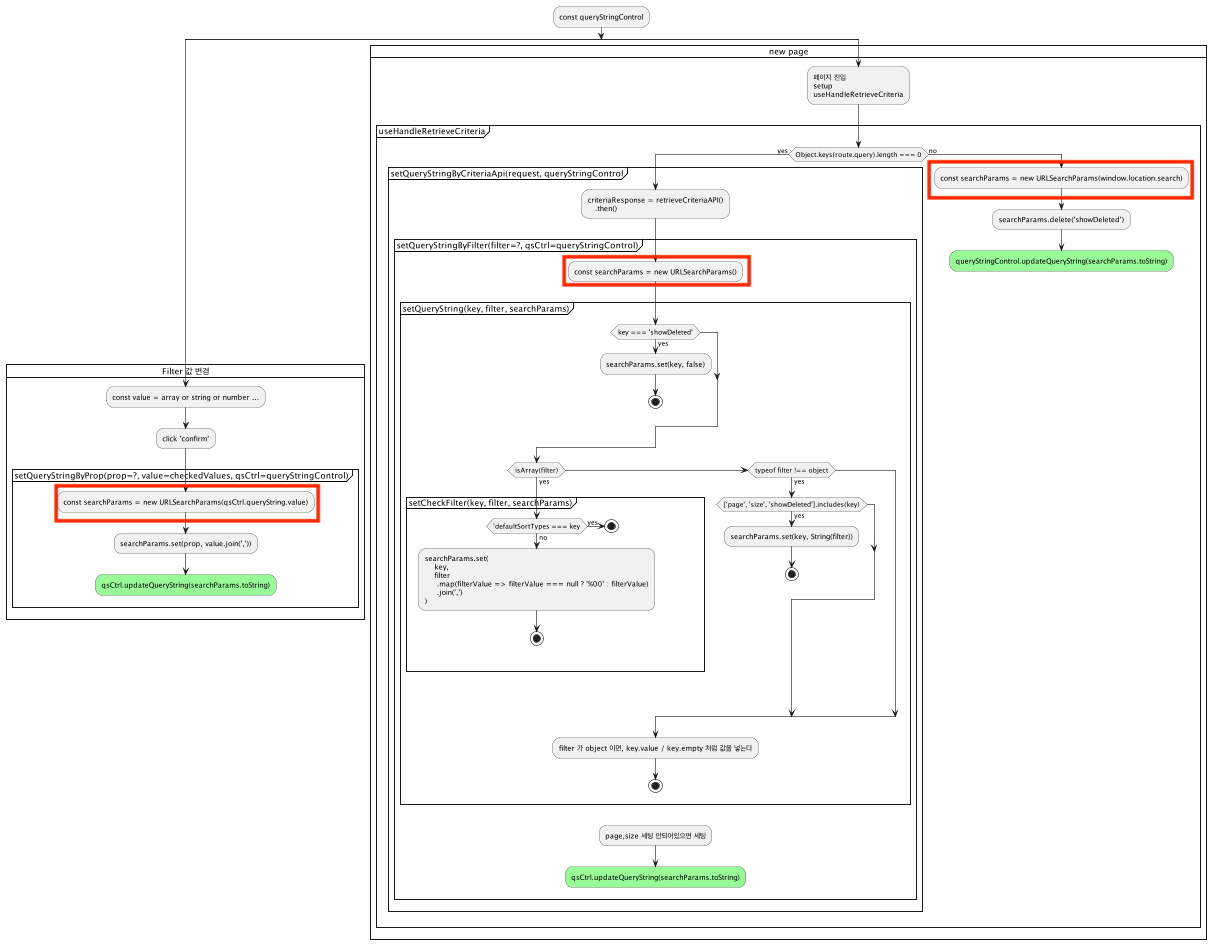 const queryStringControl
new page
페이지 진입
setup
useHandleRetrieveCriteria
useHandleRetrieveCriteria
yes
Object.keys(route.query).length === 0
no
setQueryStringByCriteriaApi(request, queryStringControl
const searchParams = new URLSearchParams(window.location.search)
criteriaResponse = retrieveCriteriaAPI()
.then()
searchParams.delete('showDeleted')
setQueryStringByFilter(filter=?, qsCtrl=queryStringControl)
queryStringControl.updateQueryString(searchParams.toString)
const searchParams = new URLSearchParams()
setQueryString(key, filter, searchParams)
key === 'showDeleted'
yes
searchParams.set(key, false)
Filter 값 변경
const value = array or string or number ...
click 'confirm'
setQueryStringByProp(prop=?, value=checkedValues, qsCtrl=queryStringControl)
const searchParams = new URLSearchParams(qsCtrl.queryString.value)
searchParams.set(prop, value.join(','))
qsCtrl.updateQueryString(searchParams.toString)
isArray(filter)
yes
typeof filter !== object
yes
setCheckFilter(key, filter, searchParams)
['page', 'size', 'showDeleted'].includes(key)
yes
'defaultSortTypes === key
yes
no
searchParams.set(key, String(filter))
searchParams.set(
key,
filter
.map(filterValue => filterValue === null ? '%00' : filterValue)
.join(',')
)
filter 가 object 이면, key.value / key.empty 처럼 값을 넣는다
page,size 세팅 안되어있으면 세팅
qsCtrl.updateQueryString(searchParams.toString)